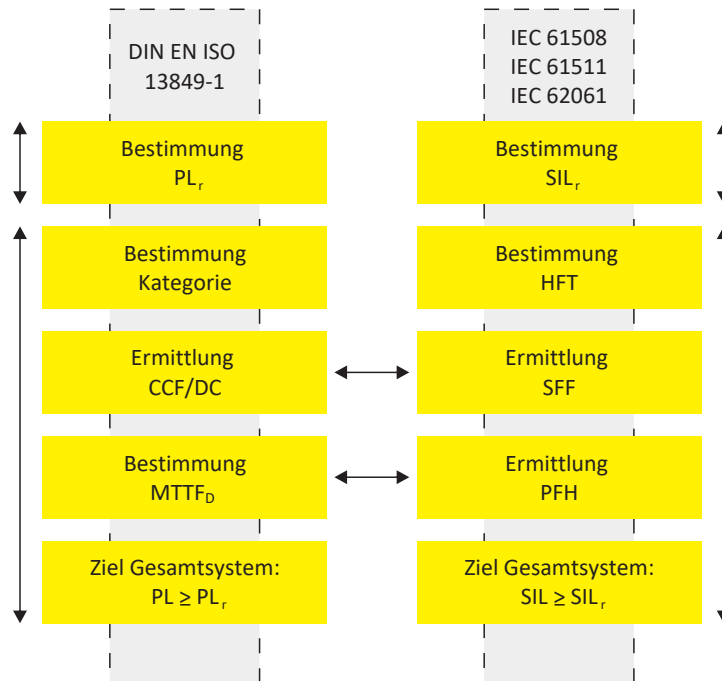 DIN EN ISO
13849-1
Bestimmung
PLr
Bestimmung
Kategorie
Ermittlung
CCF/DC
Bestimmung
MTTFD
Ziel Gesamtsystem:
PL ≥ PLr
IEC 61508
IEC 61511
IEC 62061
Bestimmung
SILr
Bestimmung
HFT
Ermittlung
SFF
Ermittlung
PFH
Ziel Gesamtsystem:
SIL ≥ SILr